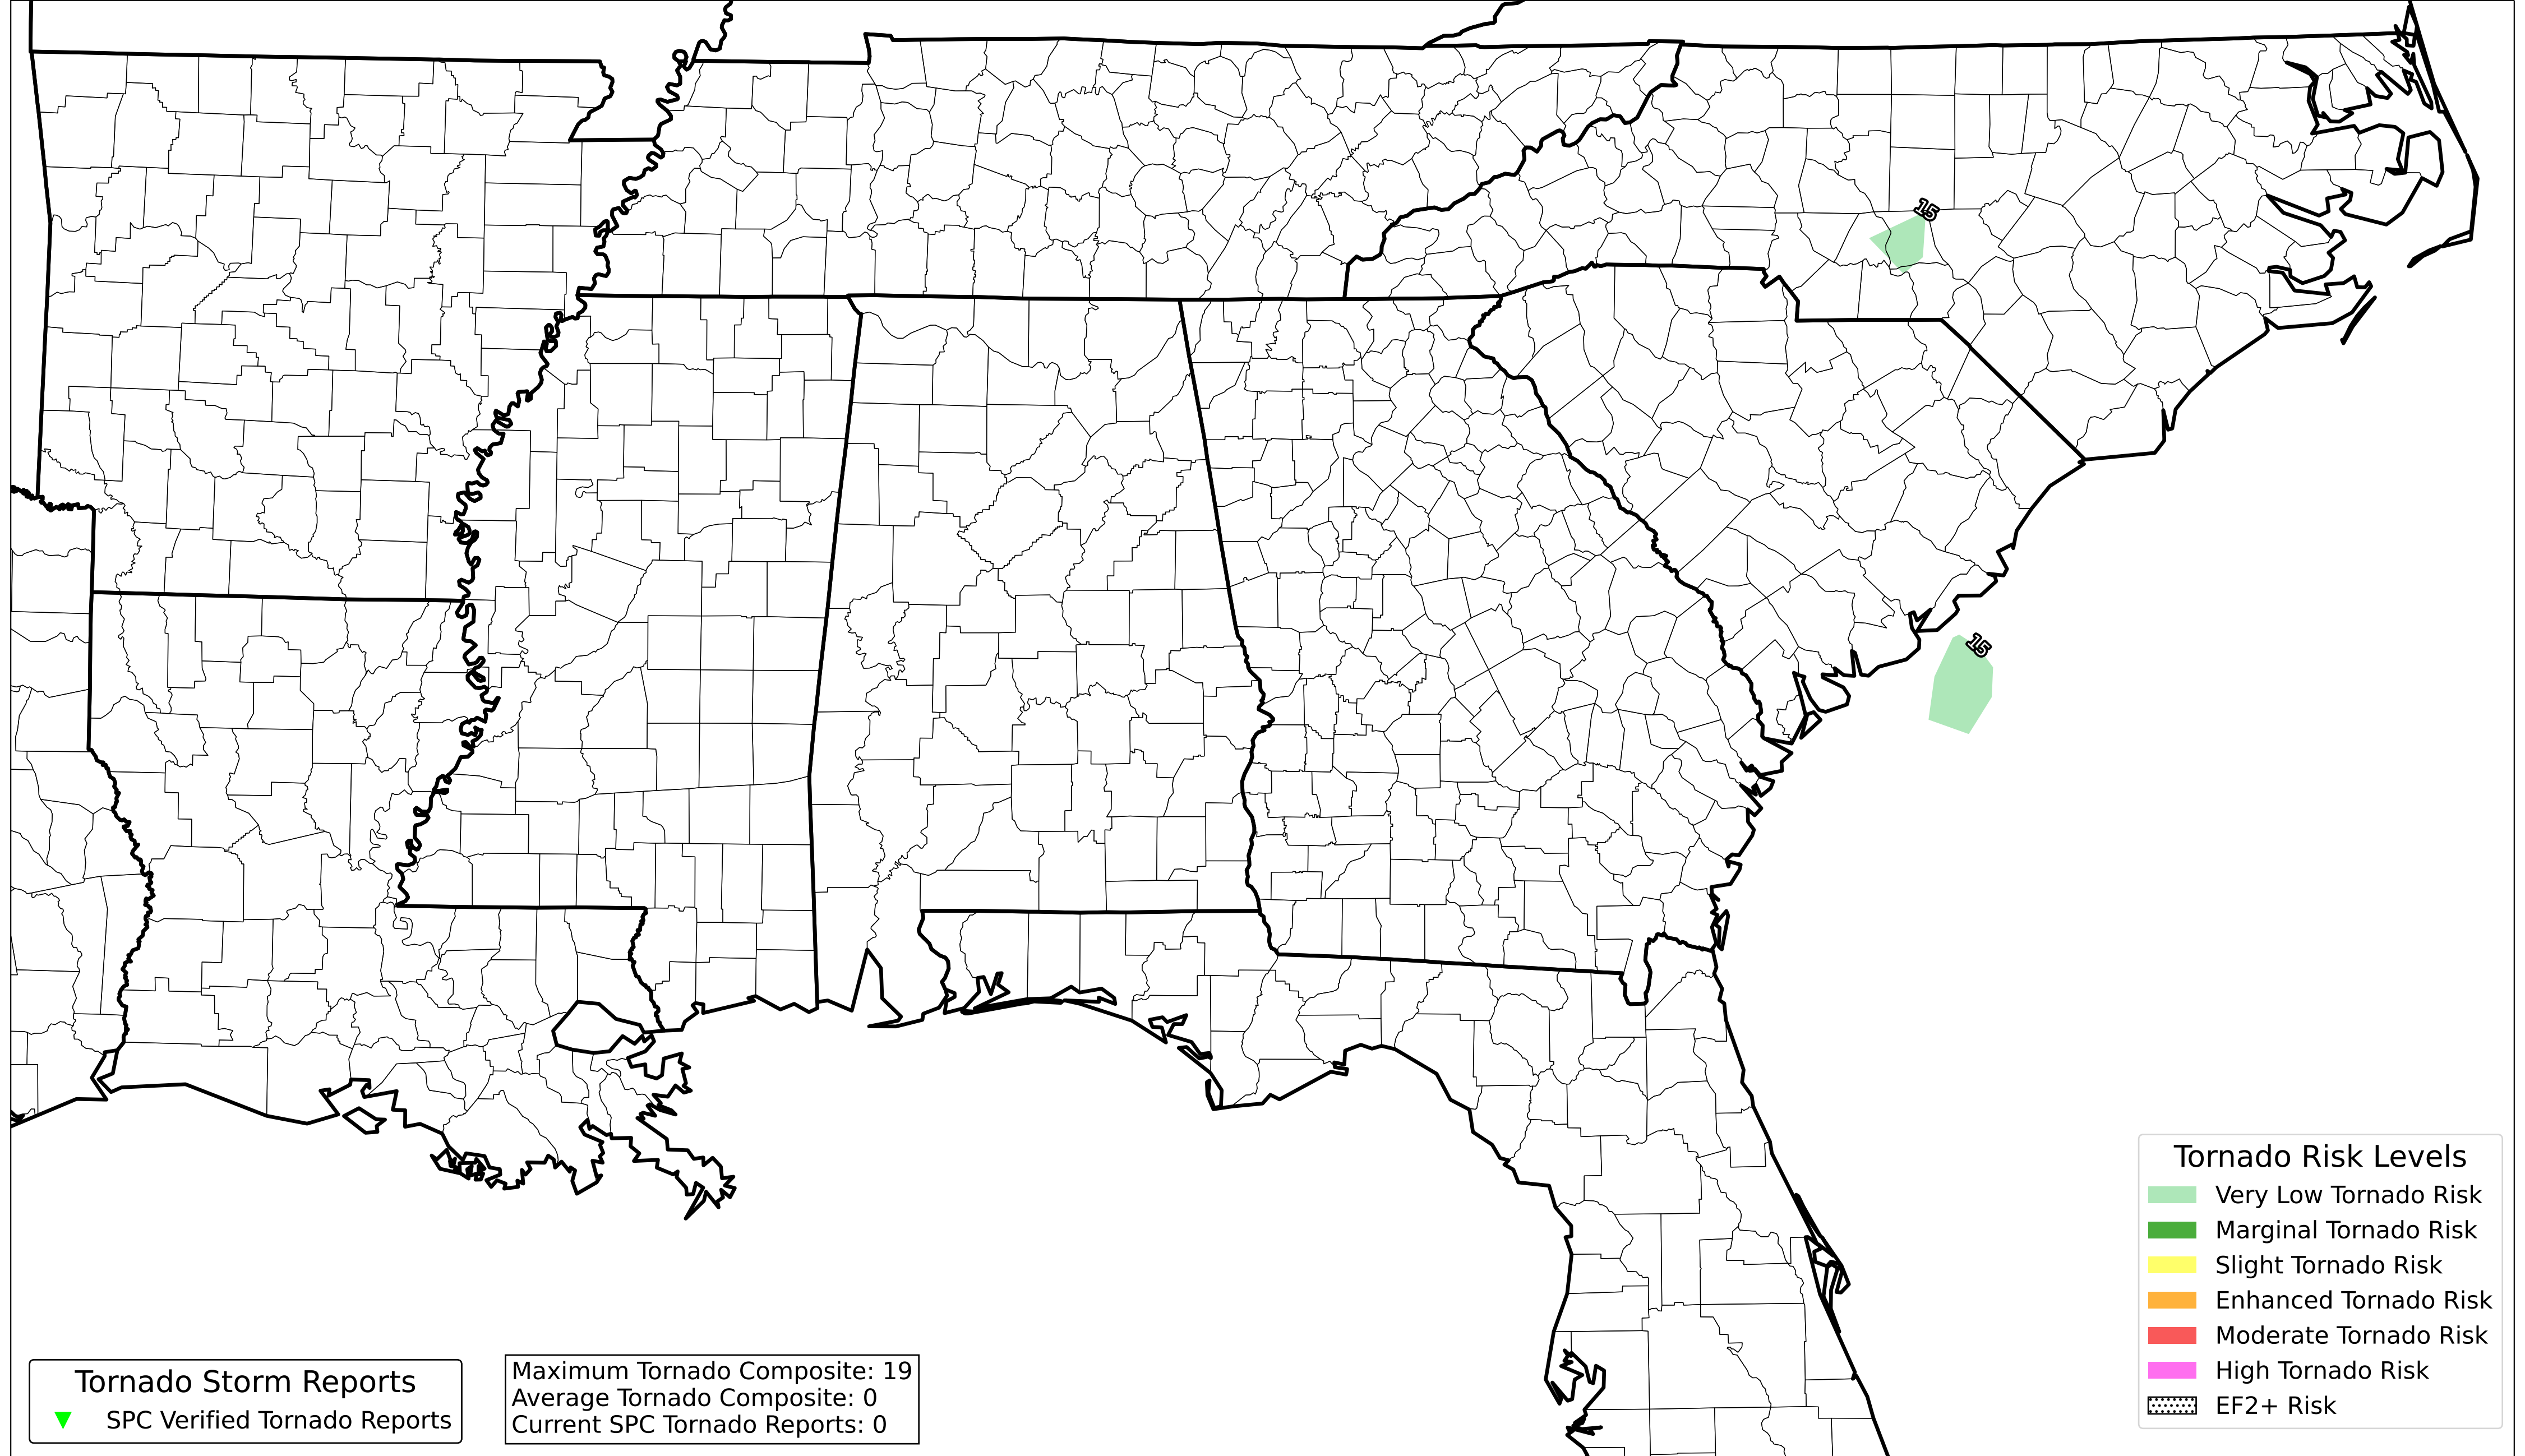 15
15
Tornado Risk Levels
Very Low Tornado Risk
Marginal Tornado Risk
Slight Tornado Risk
Enhanced Tornado Risk
Moderate Tornado Risk
High Tornado Risk
EF2+ Risk
Tornado Storm Reports
SPC Verified Tornado Reports
Maximum Tornado Composite: 19
Average Tornado Composite: 0
Current SPC Tornado Reports: 0